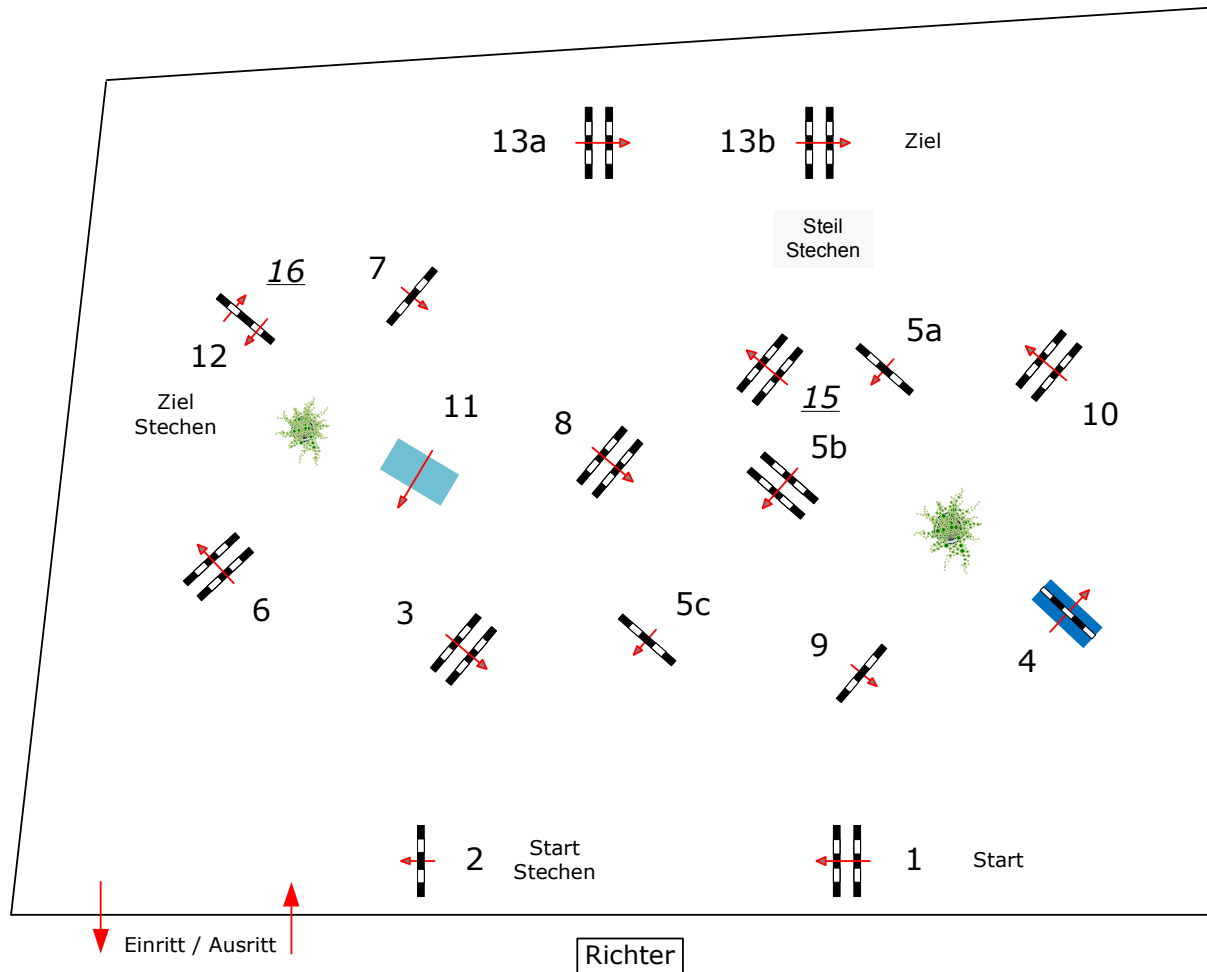 13a
13b
Ziel
Steil
Stechen
16
7
12
5a
15
10
Ziel
Stechen
11
8
5b
6
3
5c
9
4
2
Start
Stechen
1
Start
Einritt / Ausritt
Richter